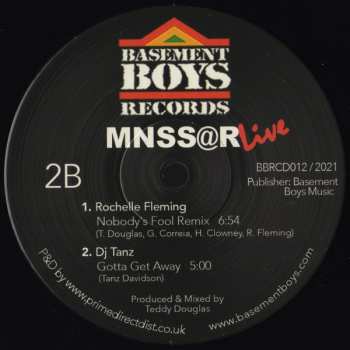 BASEMENT
BOYS
RECORDS
MNSS@R Live
2B
BBRCD012 / 2021
Publisher: Basement
Boys Music
1. Rochelle Fleming
Nobody's Fool Remix 6:54
(T. Douglas, G. Correia, H. Clowney, R. Fleming)
2. Dj Tanz
Gotta Get Away 5:00
(Tanz Davidson)
Produced & Mixed by
Teddy Douglas
P&D by www.primedirectdist.co.uk
www.basementboys.com